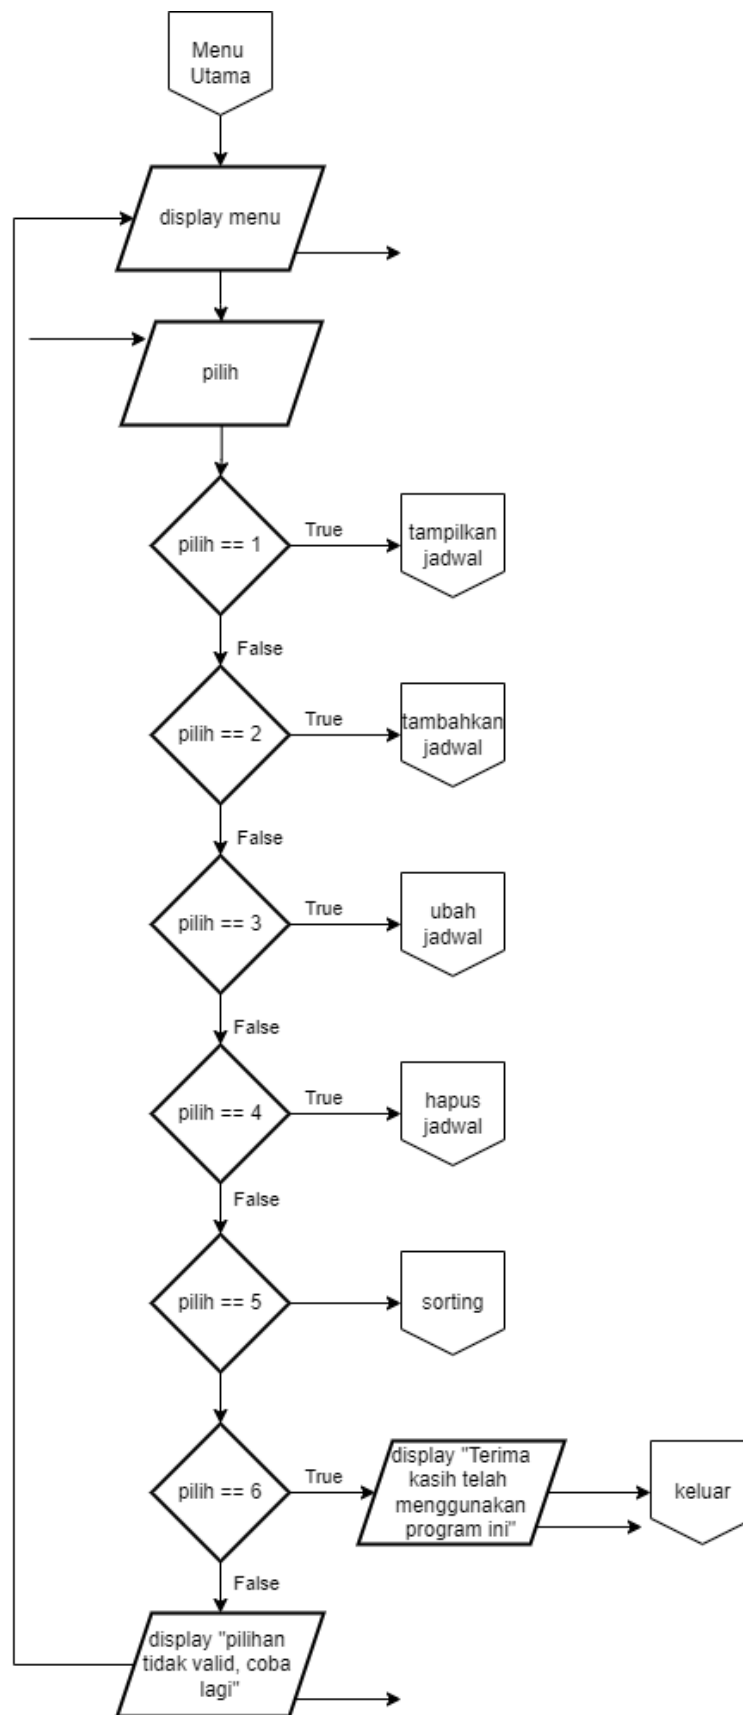 Menu
Utama
display menu
pilih
pilih == 1
True
tampilkan
jadwal
False
pilih == 2
True
tambahkan
jadwal
False
pilih == 3
True
ubah
jadwal
False
pilih == 4
True
hapus
jadwal
False
pilih == 5
sorting
pilih == 6
True
display "Terima
kasih telah
menggunakan
program ini"
keluar
False
display "pilihan
tidak valid, coba
lagi"